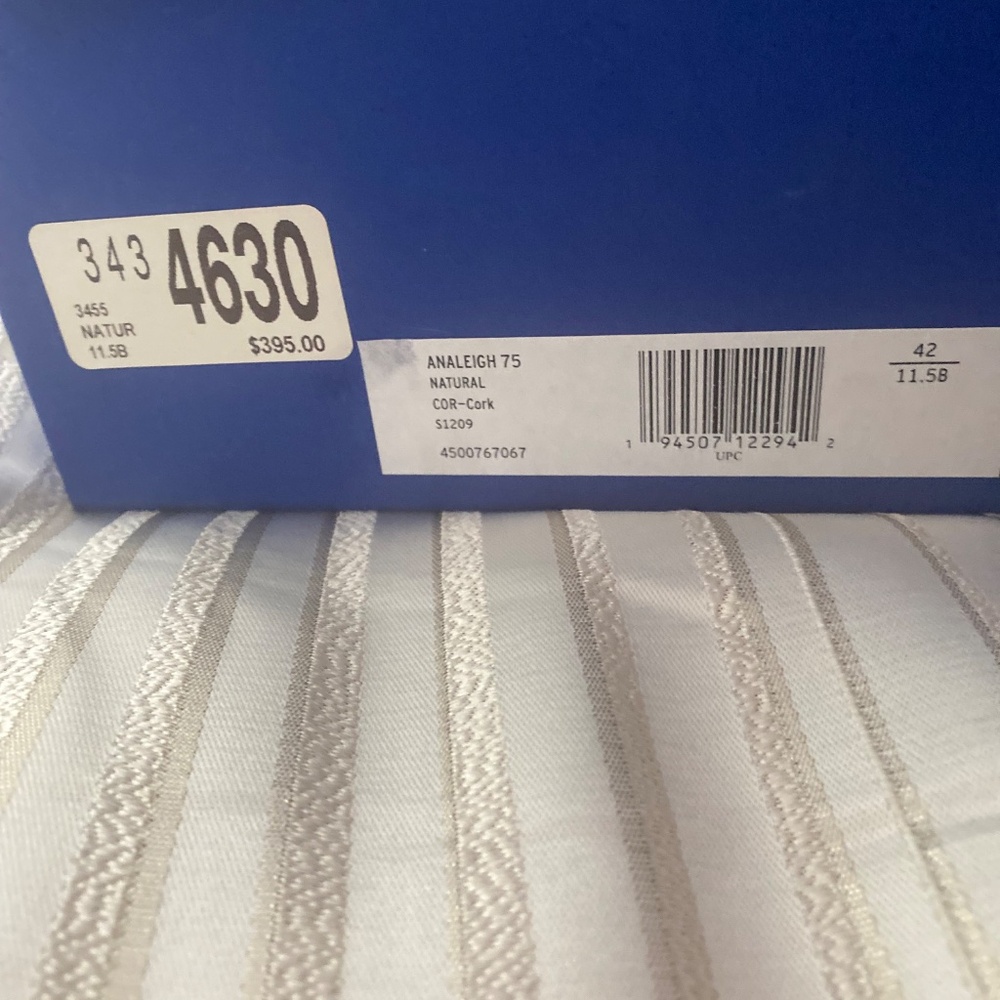 343 4630
3455
NATUR
11.5B $395.00
ANALEIGH 75
NATURAL
COR-Cork
S1209
4500767067
1 94507 12294 2
UPC
42
11.5B